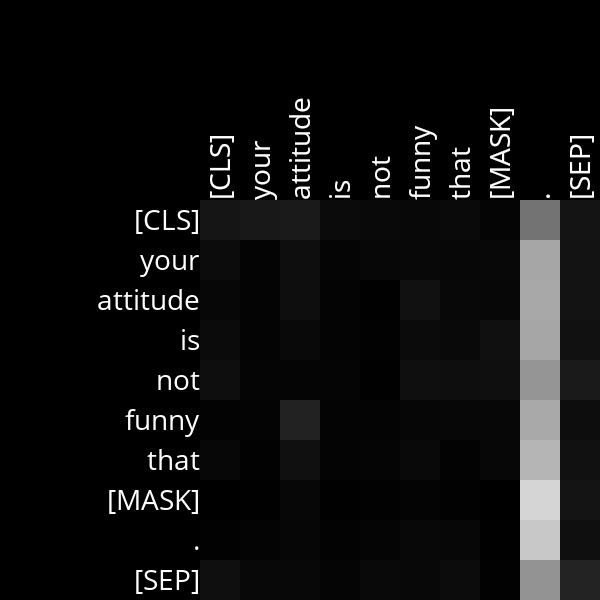 [CLS] your attitude is not funny that [MASK] . [SEP]
[CLS]
your
attitude
is
not
funny
that
[MASK]
.
[SEP]